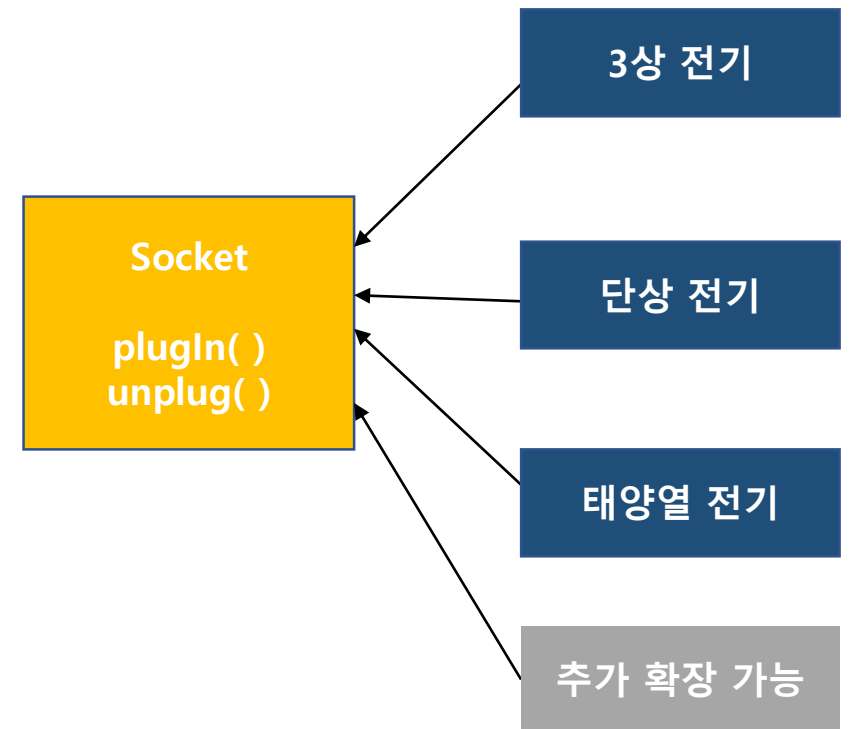 Socket
plugIn( )
unplug( )
3상 전기
단상 전기
태양열 전기
추가 확장 가능